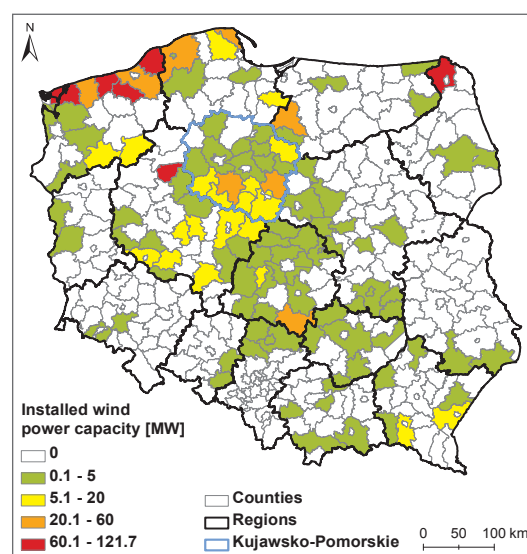 N
Installed wind
power capacity [MW]
0
0.1 - 5
5.1 - 20
20.1 - 60
60.1 - 121.7
Counties
Regions
Kujawsko-Pomorskie
0 50 100 km